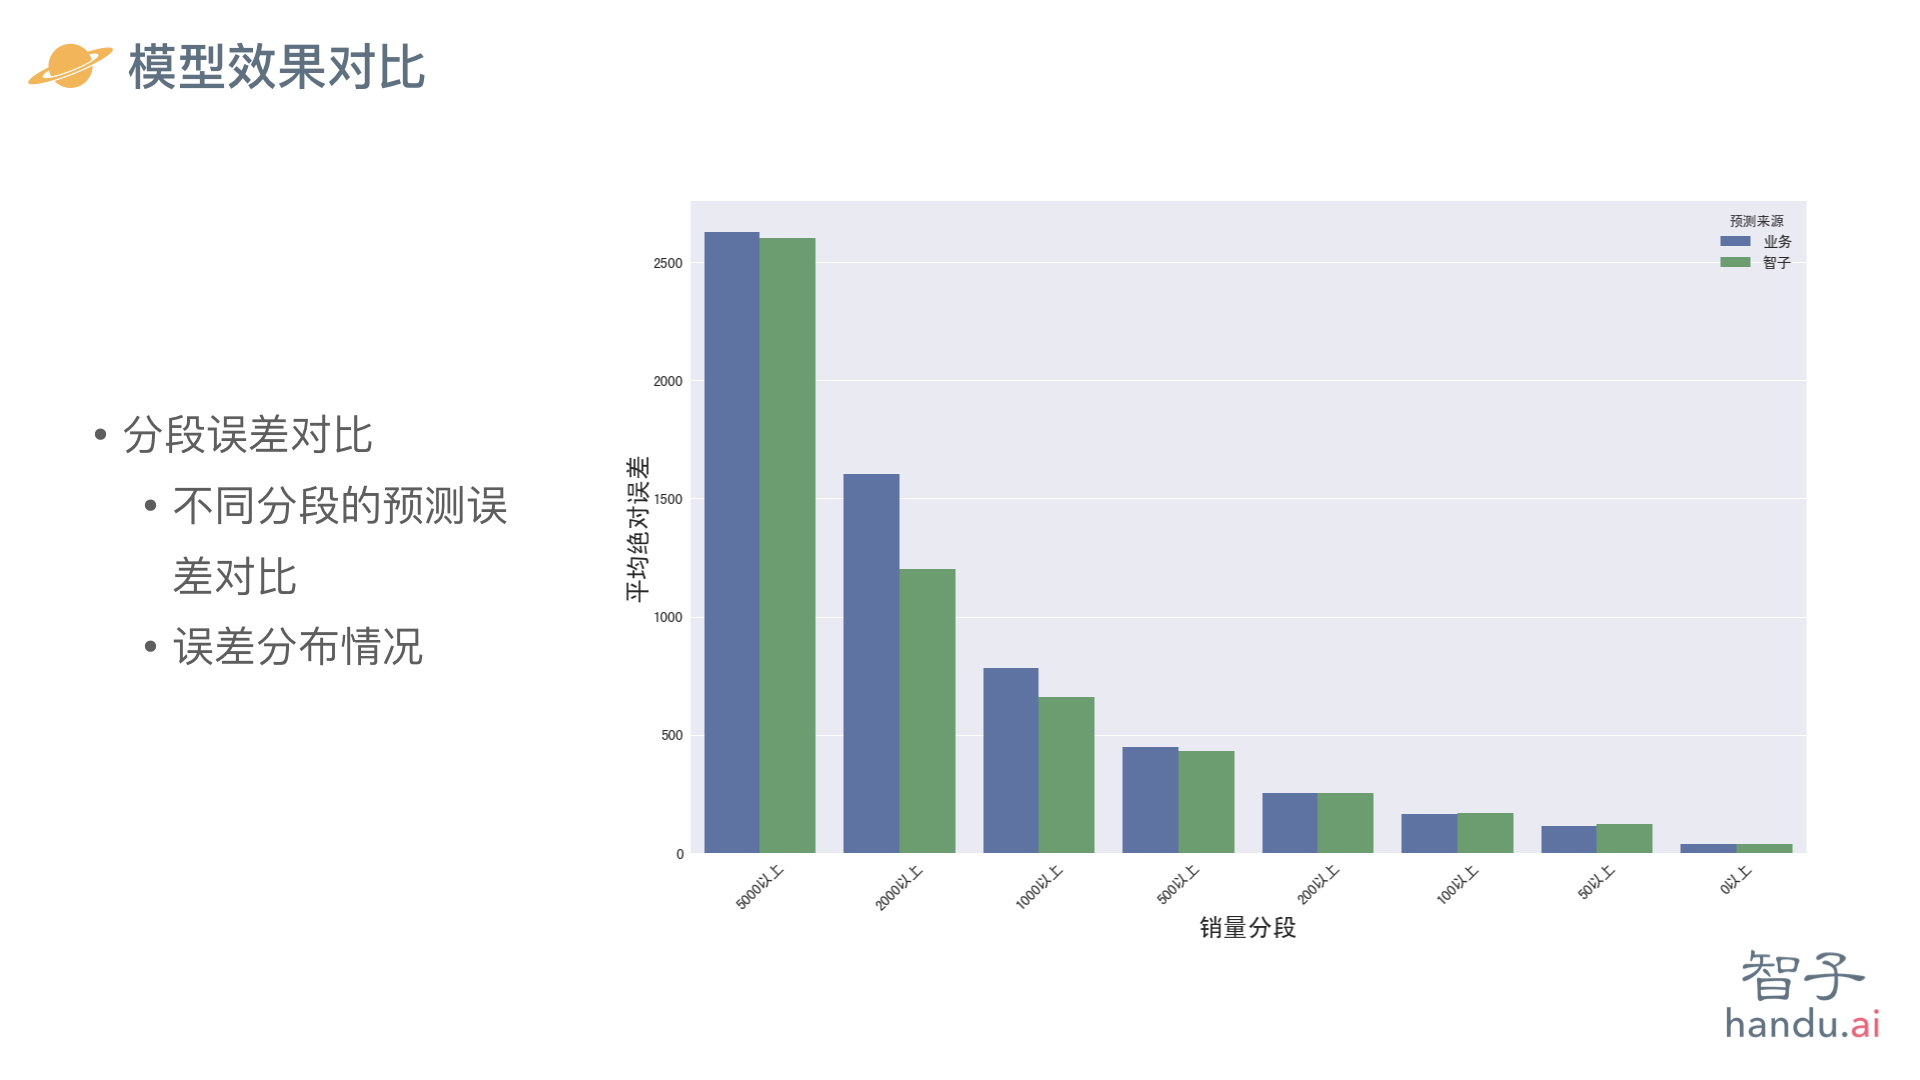 模型效果对比
• 分段误差对比
• 不同分段的预测误
差对比
• 误差分布情况
预测来源
业务
智子
2500
2000
1500
1000
500
0
平均绝对误差
5000以上
2000以上
1000以上
500以上
200以上
100以上
50以上
0以上
销量分段
智子
handu.ai